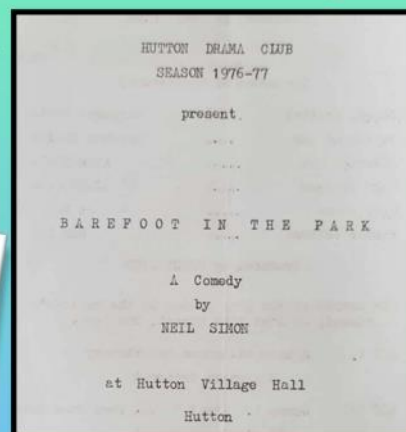 HUTTON DRAMA CLUB
SEASON 1976-77
present
BAREFOOT IN THE PARK
A Comedy
by
NEIL SIMON
at Hutton Village Hall
Hutton